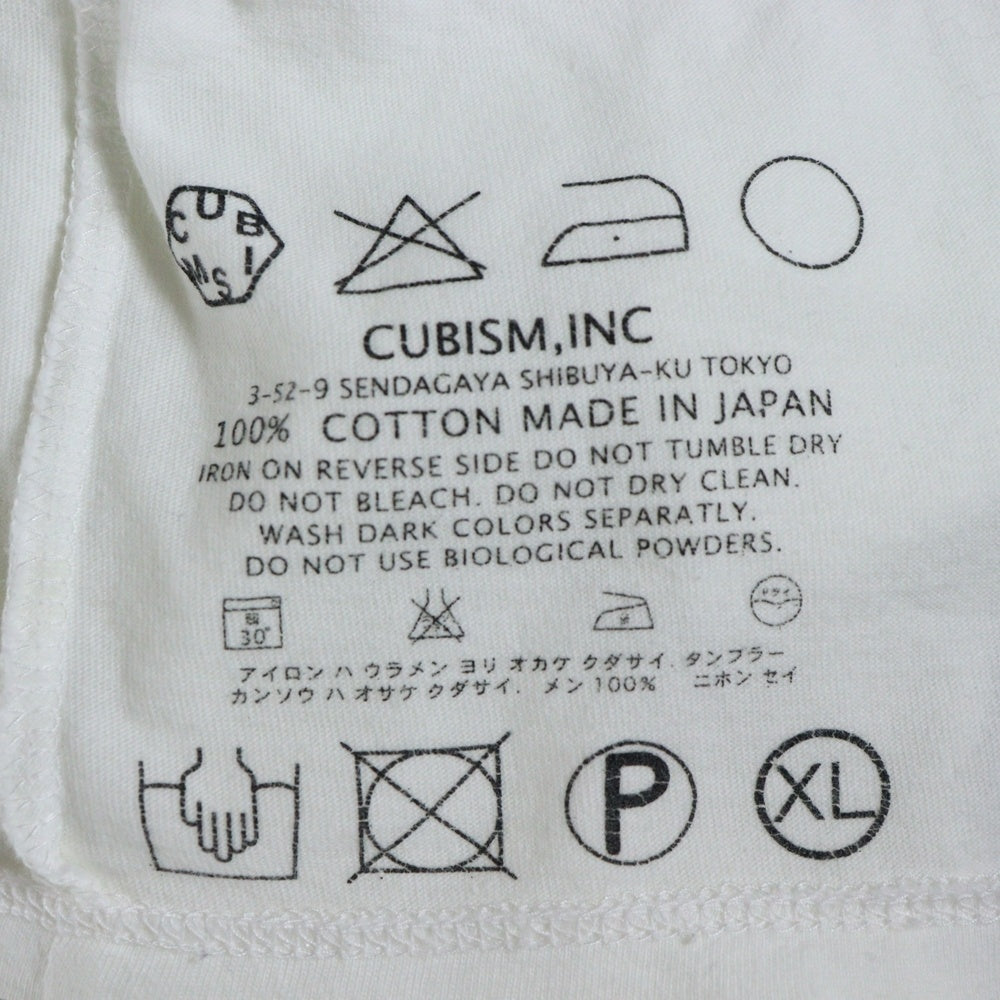 CUBISM
CUBISM,INC
3-52-9 SENDAGAYA SHIBUYA-KU TOKYO
100% COTTON MADE IN JAPAN
IRON ON REVERSE SIDE DO NOT TUMBLE DRY
DO NOT BLEACH. DO NOT DRY CLEAN.
WASH DARK COLORS SEPARATLY.
DO NOT USE BIOLOGICAL POWDERS.
30°
ドライ
アイロン ハ ウラメン ヨリ オカケ クダサイ. タンブラー
カンソウ ハ オサケ クダサイ. メン 100% ニホン セイ
P
XL